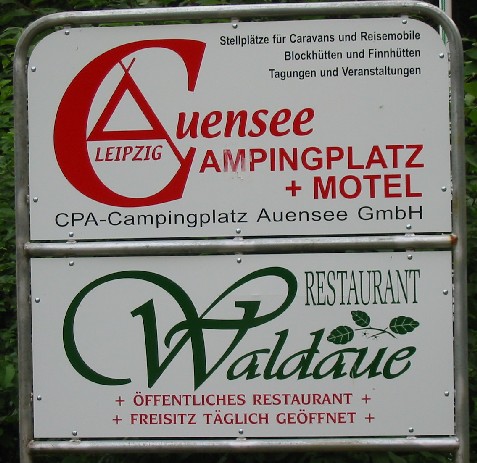 Stellplätze für Caravans und Reisemobile
Blockhütten und Finnhütten
Tagungen und Veranstaltungen
Auensee
LEIPZIG
CAMPINGPLATZ
+ MOTEL
CPA-Campingplatz Auensee GmbH
RESTAURANT
Waldaue
+ ÖFFENTLICHES RESTAURANT +
+ FREISITZ TÄGLICH GEÖFFNET +